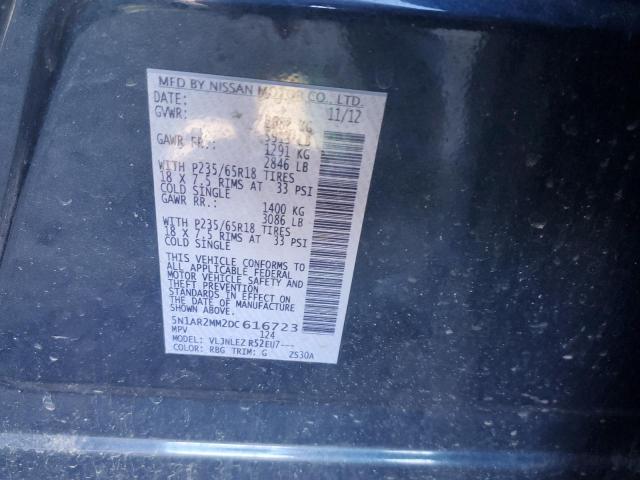 MFD BY NISSAN MOTOR CO., LTD.
DATE: 11/12
GVWR: KG
LB
GAWR FR.: 1291 KG
2846 LB
WITH P235/65R18 TIRES
18 X 7.5 RIMS AT 33 PSI
COLD SINGLE
GAWR RR.: 1400 KG
3086 LB
WITH P235/65R18 TIRES
18 X 7.5 RIMS AT 33 PSI
COLD SINGLE
THIS VEHICLE CONFORMS TO
ALL APPLICABLE FEDERAL
MOTOR VEHICLE SAFETY AND
THEFT PREVENTION
STANDARDS IN EFFECT ON
THE DATE OF MANUFACTURE
SHOWN ABOVE.
5N1AR2MM2DC616723
MPV 124
MODEL: VLJNLEZ R52EU7---
COLOR: RBG TRIM: G ZS30A